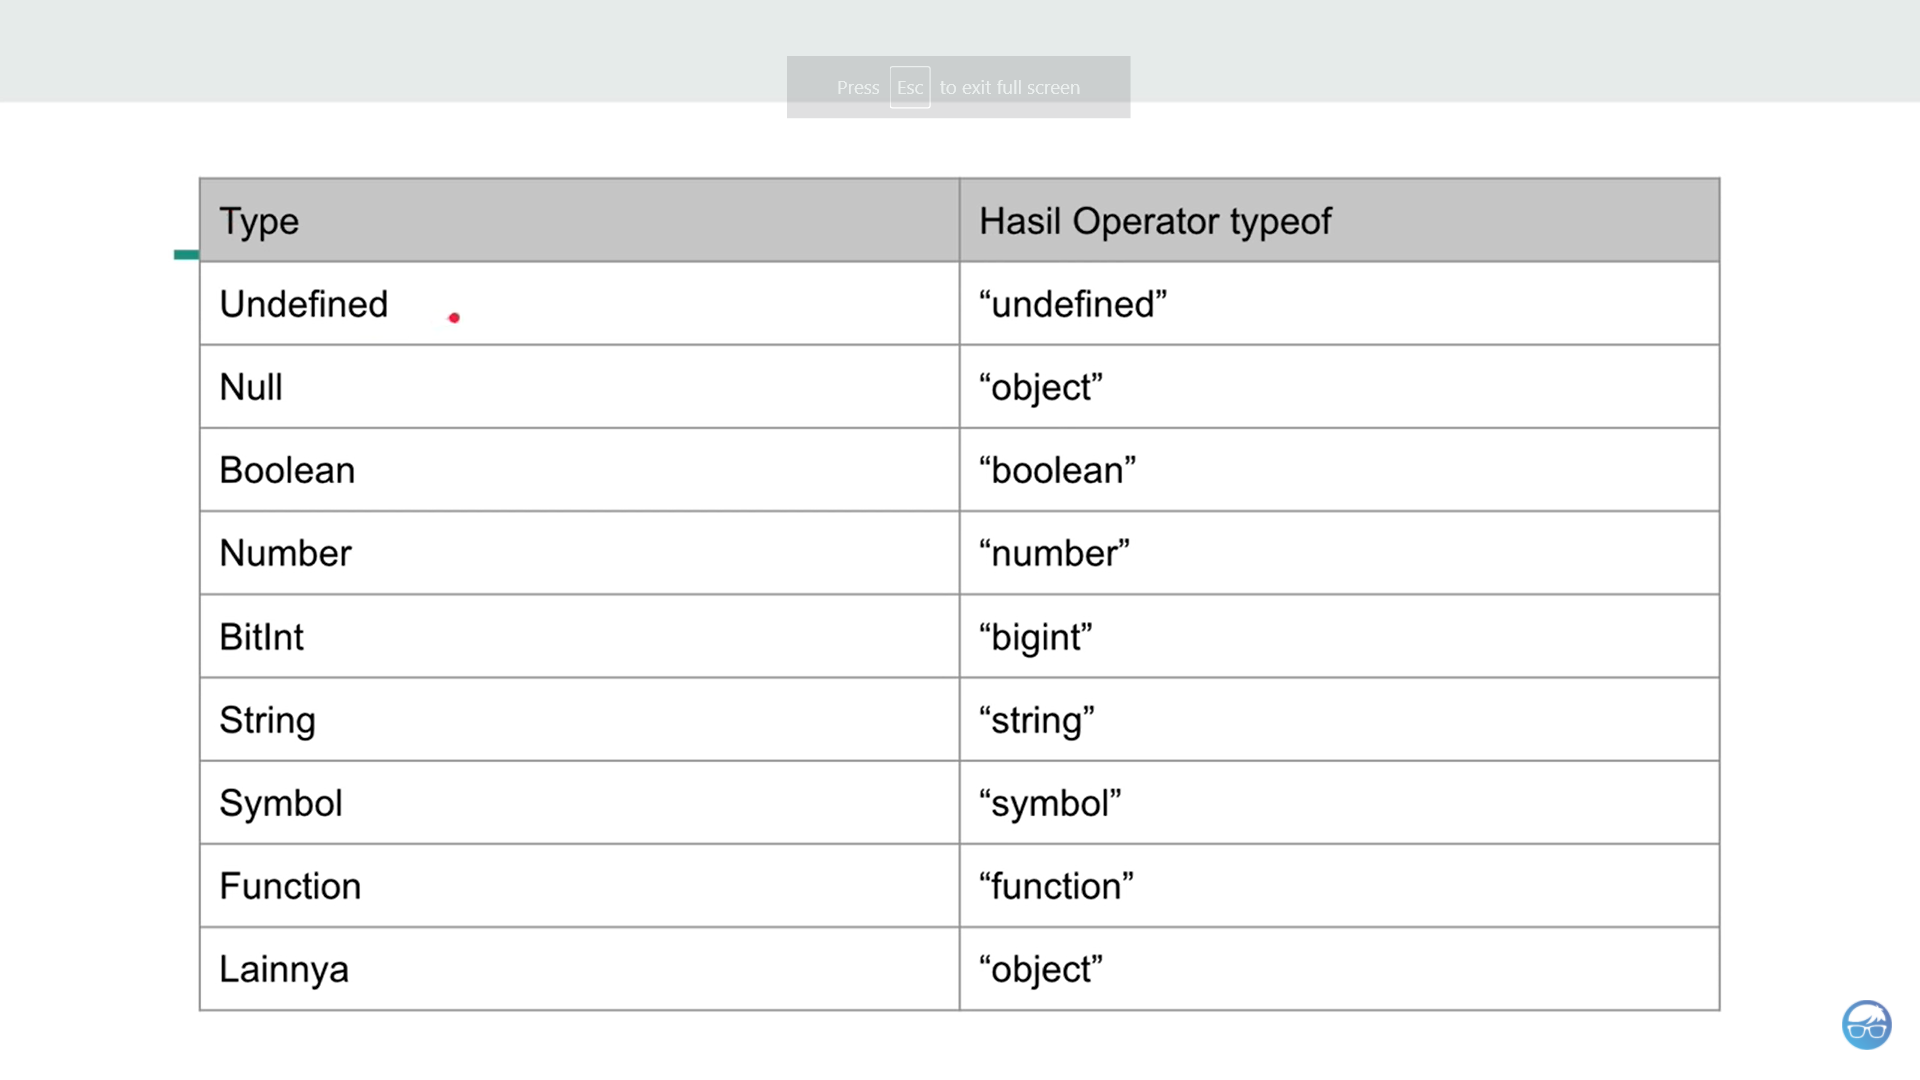 Press Esc to exit full screen
Type Hasil Operator typeof
Undefined “undefined”
Null “object”
Boolean “boolean”
Number “number”
BitInt “bigint”
String “string”
Symbol “symbol”
Function “function”
Lainnya “object”